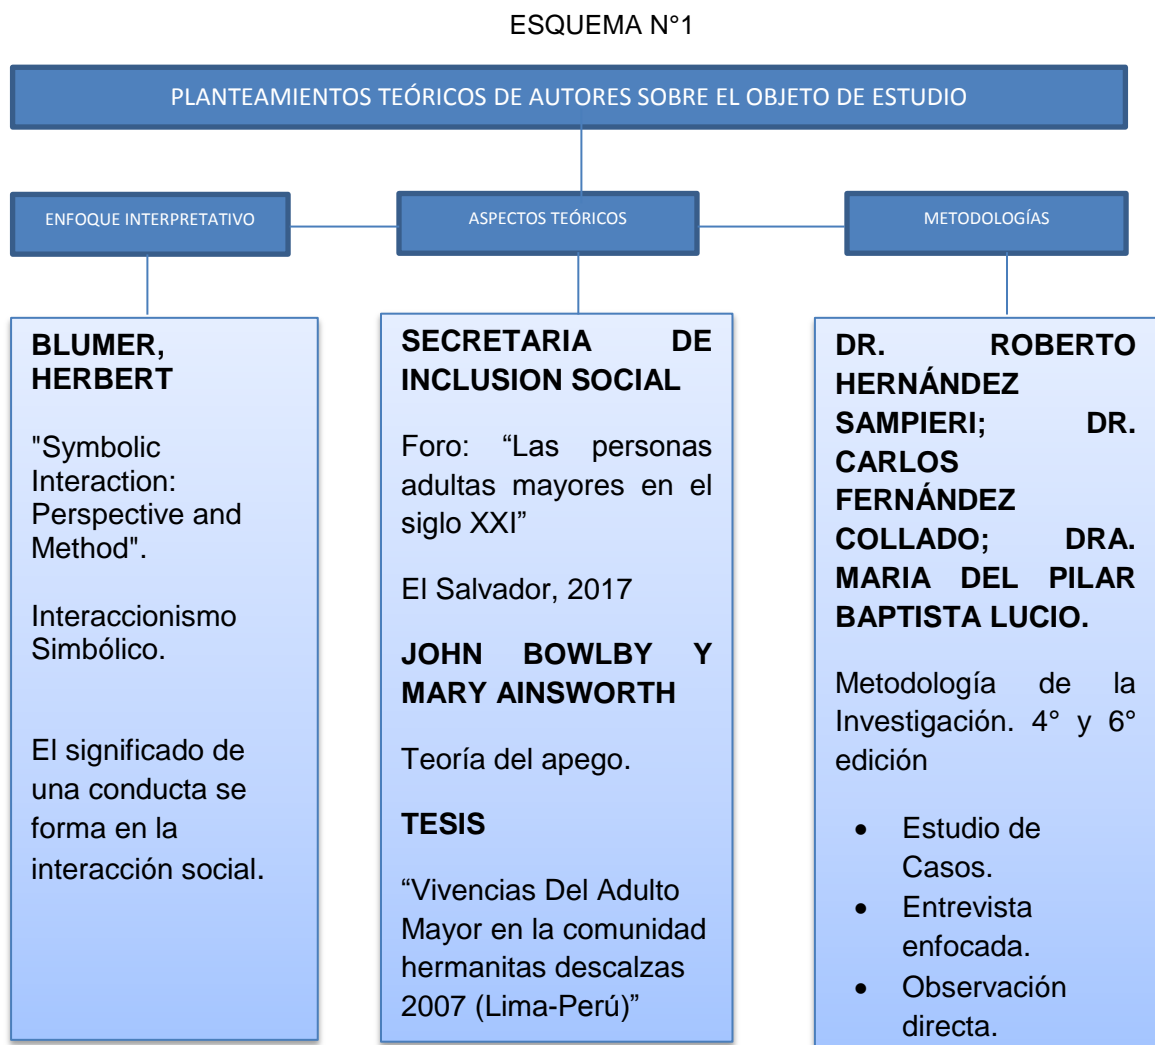 ESQUEMA N°1
PLANTEAMIENTOS TEÓRICOS DE AUTORES SOBRE EL OBJETO DE ESTUDIO
ENFOQUE INTERPRETATIVO
ASPECTOS TEÓRICOS
METODOLOGÍAS
BLUMER,
HERBERT
"Symbolic
Interaction:
Perspective and
Method".
Interaccionismo
Simbólico.
El significado de
una conducta se
forma en la
interacción social.
SECRETARIA DE
INCLUSION SOCIAL
Foro: “Las personas
adultas mayores en el
siglo XXI”
El Salvador, 2017
JOHN BOWLBY Y
MARY AINSWORTH
Teoría del apego.
TESIS
“Vivencias Del Adulto
Mayor en la comunidad
hermanitas descalzas
2007 (Lima-Perú)”
DR. ROBERTO
HERNÁNDEZ
SAMPIERI; DR.
CARLOS
FERNÁNDEZ
COLLADO; DRA.
MARIA DEL PILAR
BAPTISTA LUCIO.
Metodología de la
Investigación. 4° y 6°
edición
• Estudio de
Casos.
• Entrevista
enfocada.
• Observación
directa.